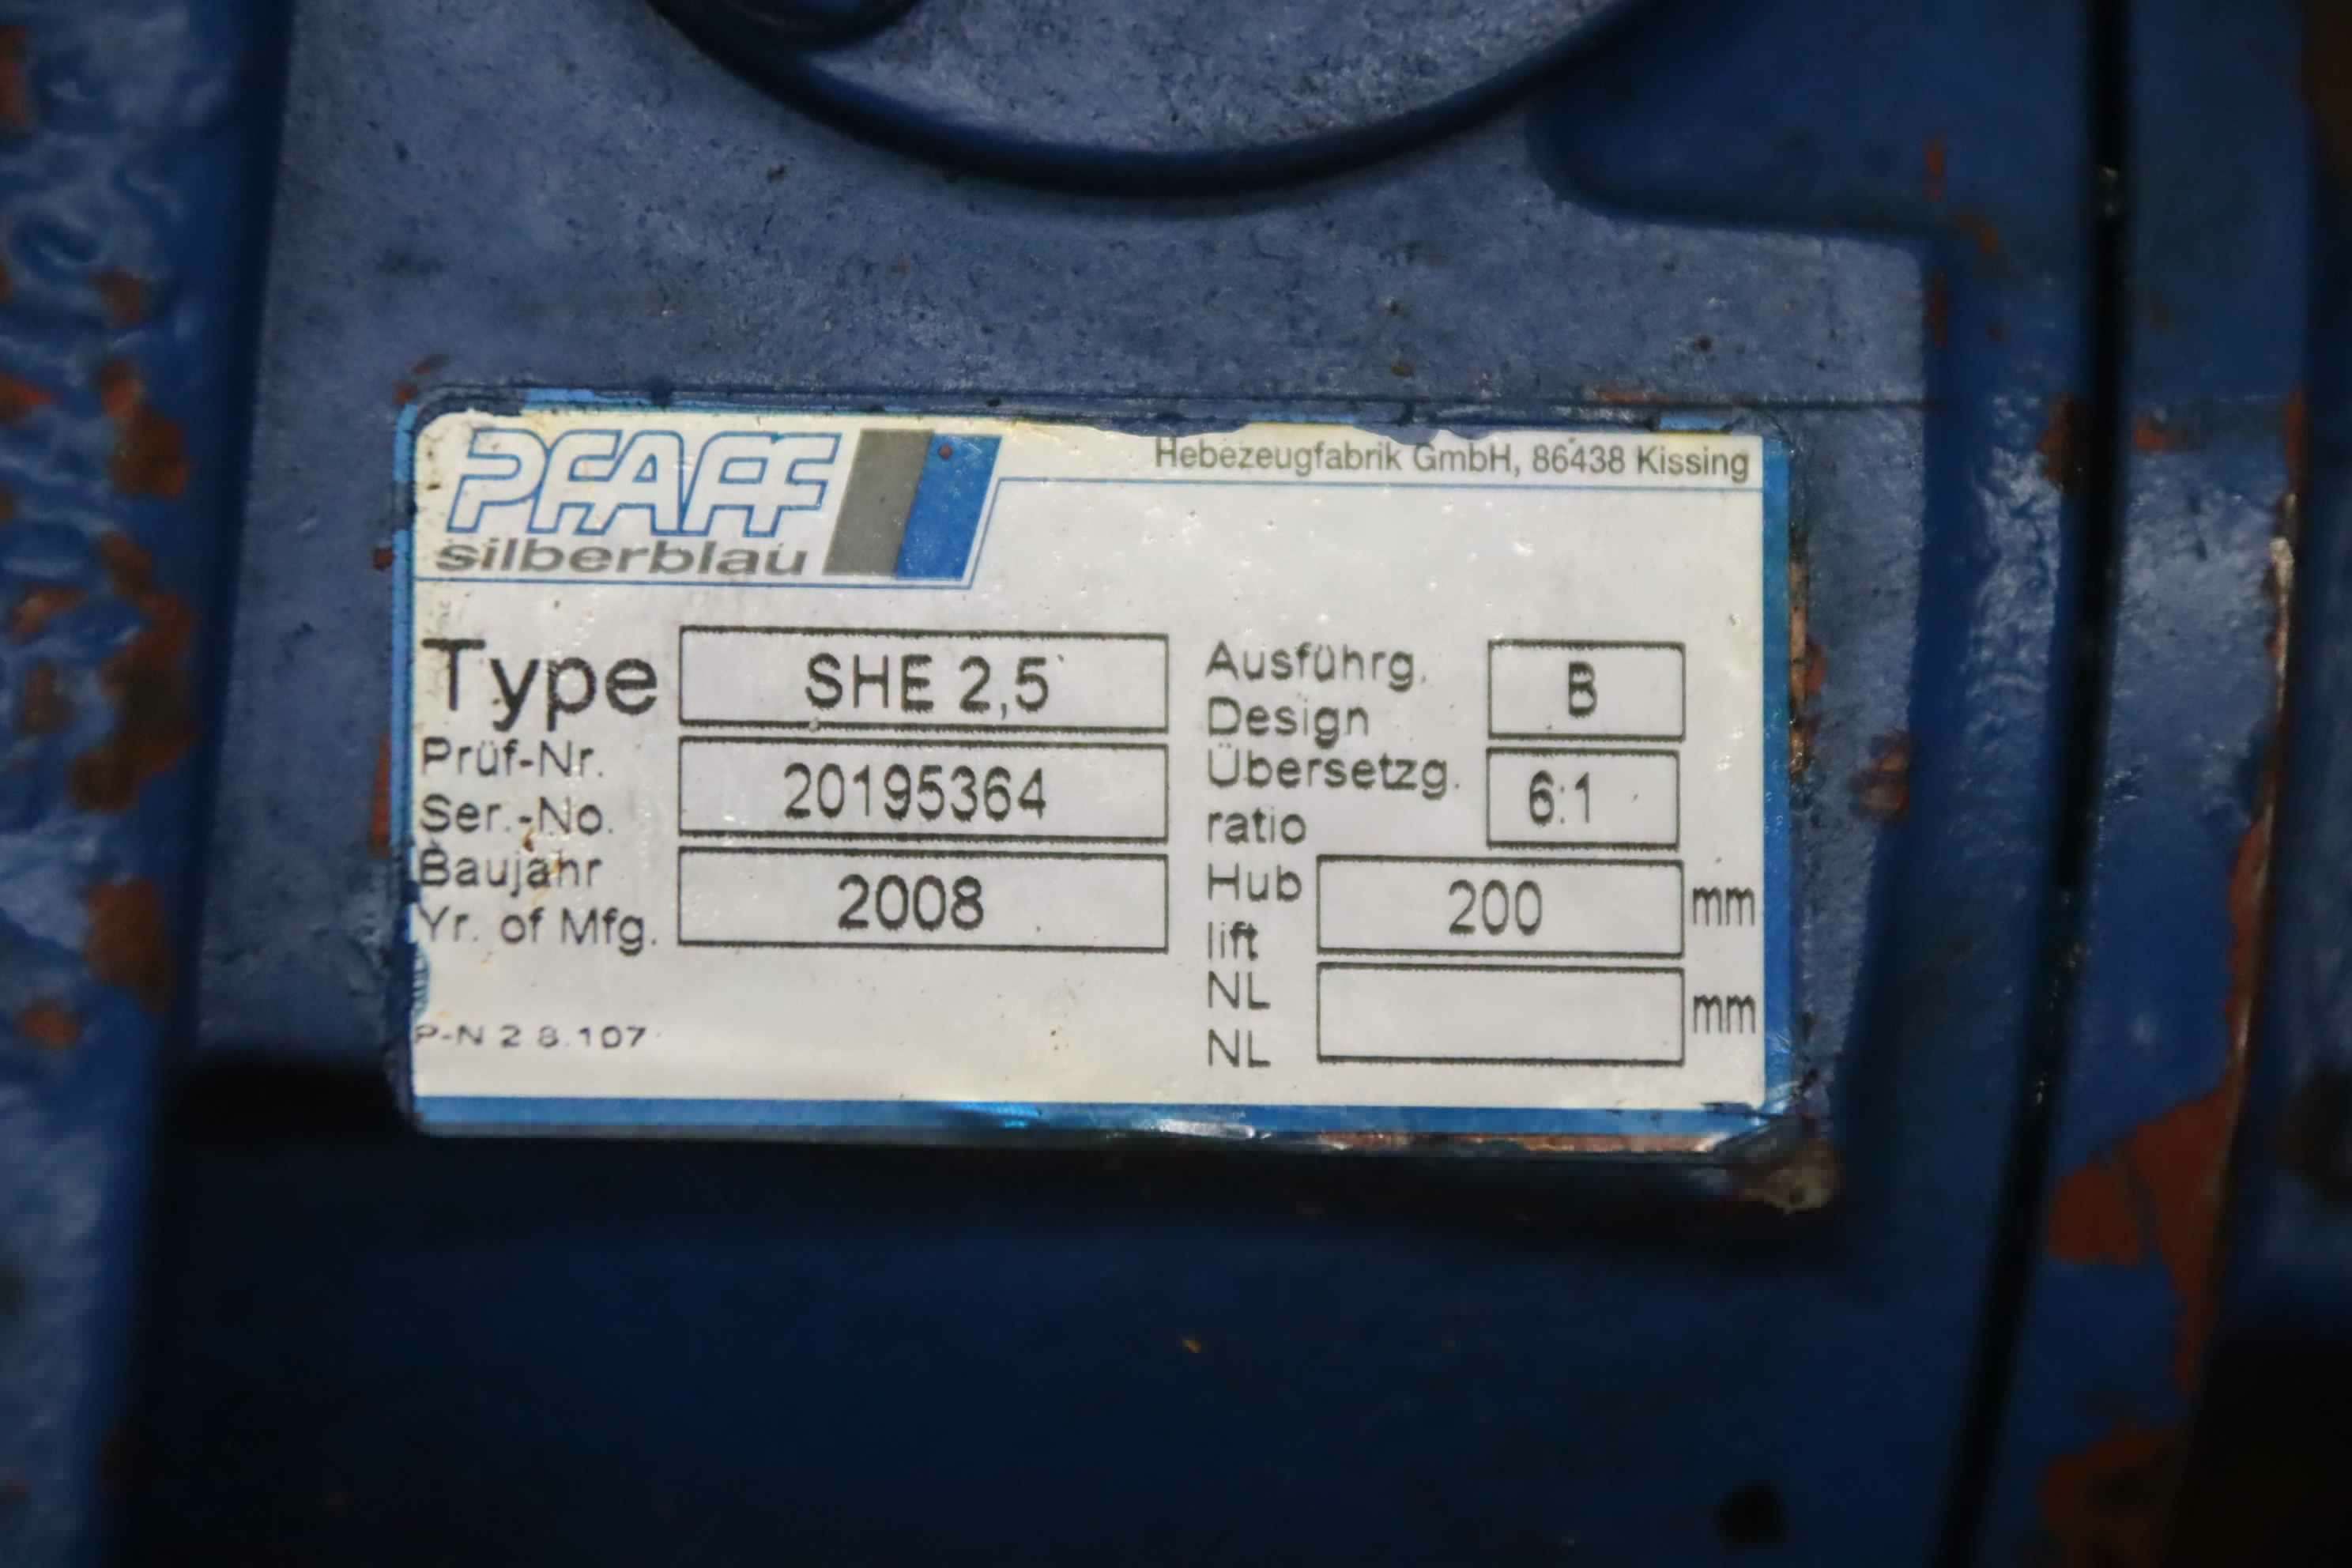 PFAFF
silberblau
Hebezeugfabrik GmbH, 86438 Kissing
Type SHE 2,5
Prüf-Nr.
Ser.-No. 20195364
Baujahr
Yr. of Mfg. 2008
P-N 2 8.107
Ausführg.
Design B
Übersetzg.
ratio 6:1
Hub
lift 200 mm
NL
NL mm